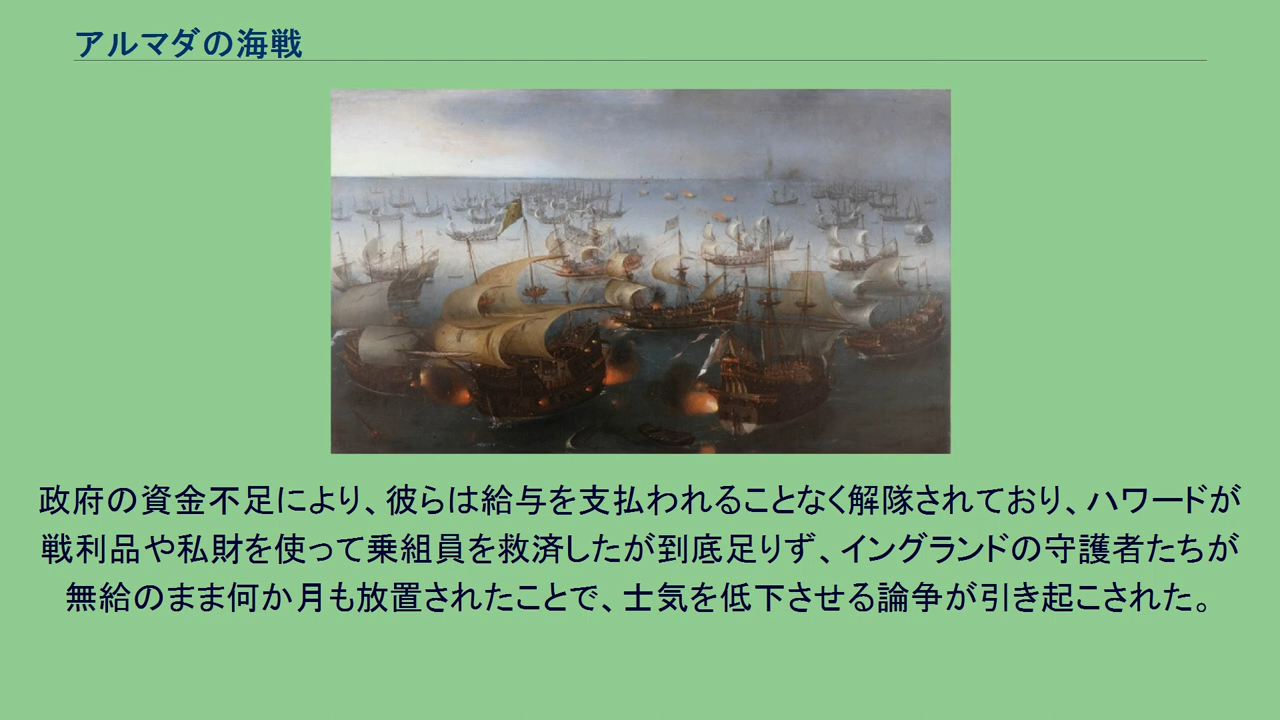 アルマダの海戦
政府の資金不足により、彼らは給与を支払われることなく解隊されており、ハワードが
戦利品や私財を使って乗組員を救済したが到底足りず、イングランドの守護者たちが
無給のまま何か月も放置されたことで、士気を低下させる論争が引き起こされた。